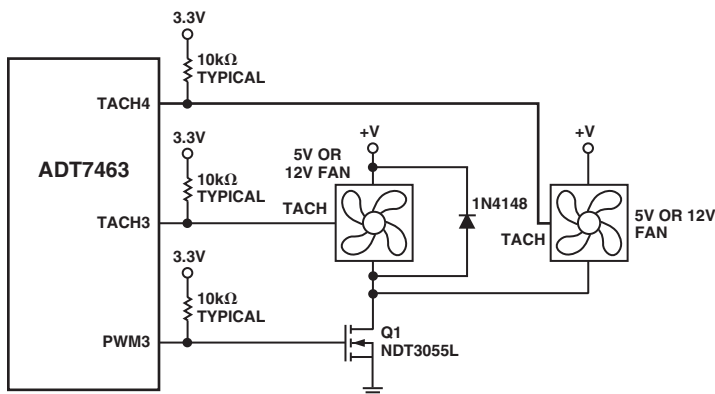 3.3V
10kΩ
TYPICAL
TACH4
3.3V
10kΩ
TYPICAL
ADT7463
TACH3
3.3V
10kΩ
TYPICAL
PWM3
+V
5V OR
12V FAN
TACH
1N4148
+V
5V OR 12V
FAN
TACH
Q1
NDT3055L